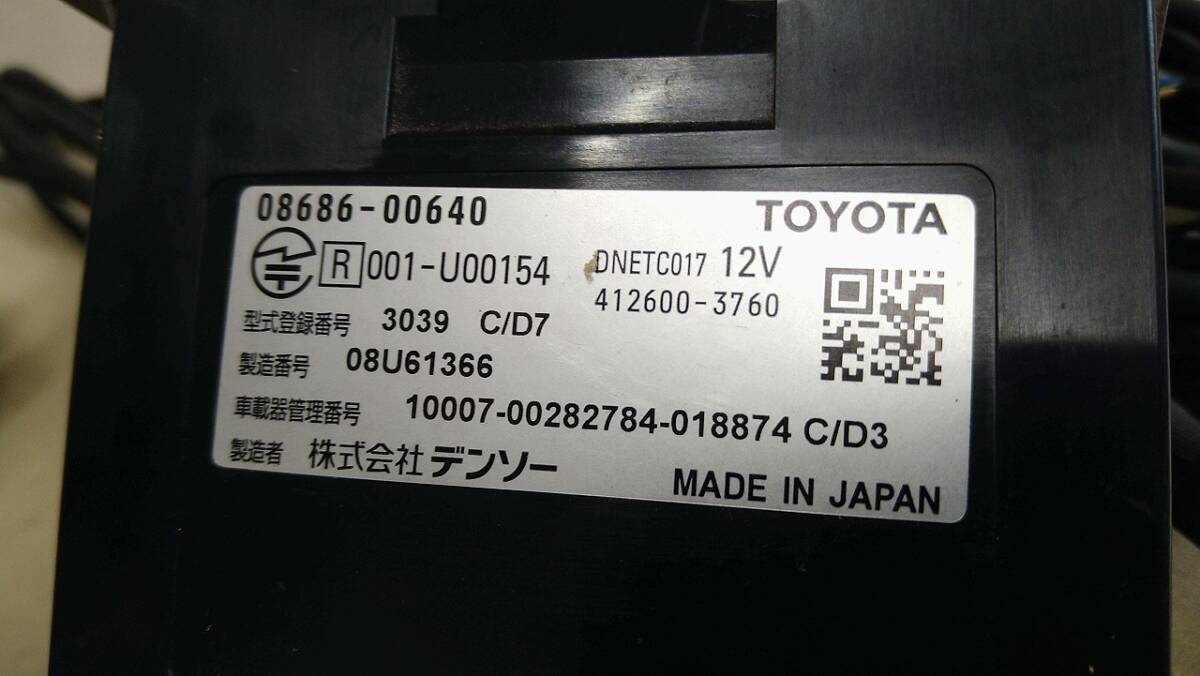 08686-00640
TOYOTA
R 001-U00154
DNETC017 12V
412600-3760
型式登録番号 3039 C/D7
製造番号 08U61366
車載器管理番号 10007-00282784-018874 C/D3
製造者 株式会社デンソー
MADE IN JAPAN